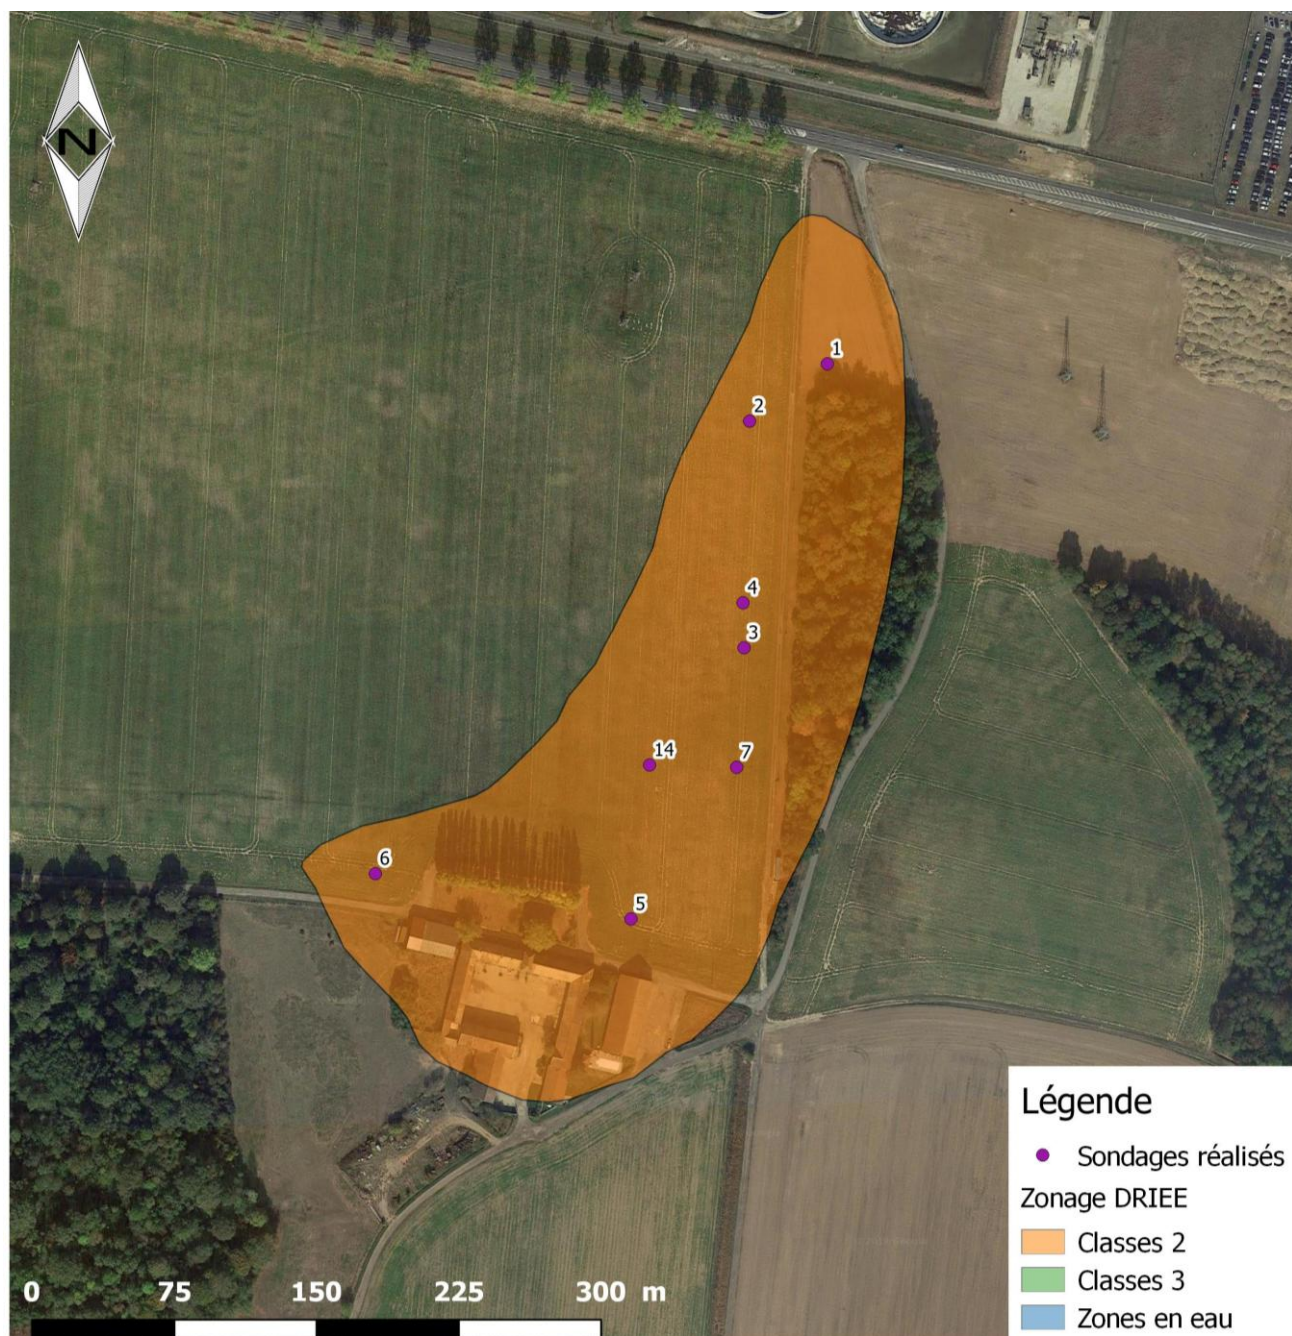 N
1
2
4
3
14
7
6
5
Légende
Sondages réalisés
Zonage DRIEE
Classes 2
Classes 3
Zones en eau
0 75 150 225 300 m